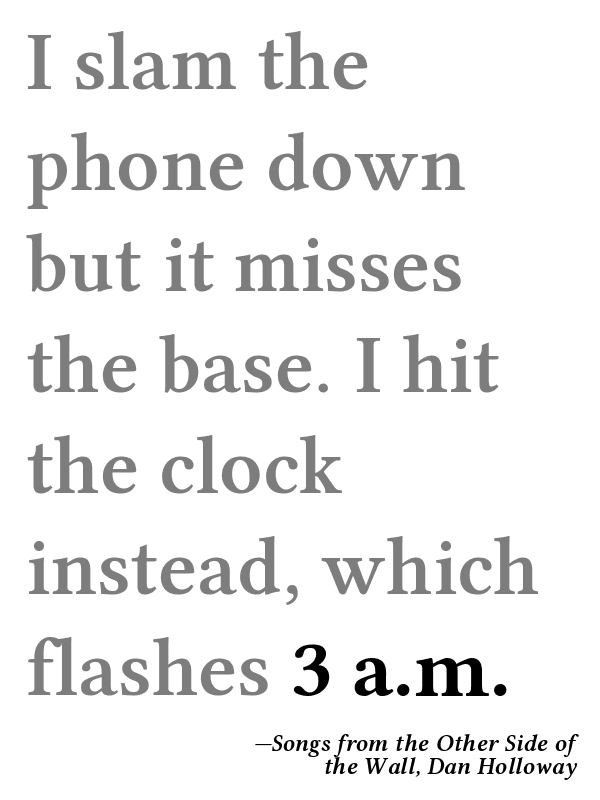 I slam the
phone down
but it misses
the base. I hit
the clock
instead, which
flashes 3 a.m.
—Songs from the Other Side of
the Wall, Dan Holloway